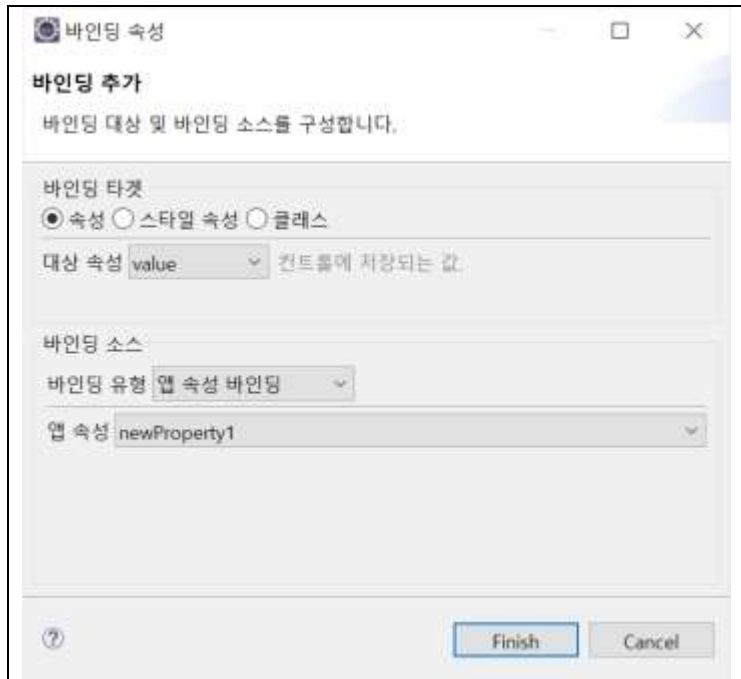 바인딩 속성
바인딩 추가
바인딩 대상 및 바인딩 소스를 구성합니다.
바인딩 타겟
속성 스타일 속성 클래스
대상 속성 value 컨트롤에 저장되는 값.
바인딩 소스
바인딩 유형 앱 속성 바인딩
앱 속성 newProperty1
Finish Cancel